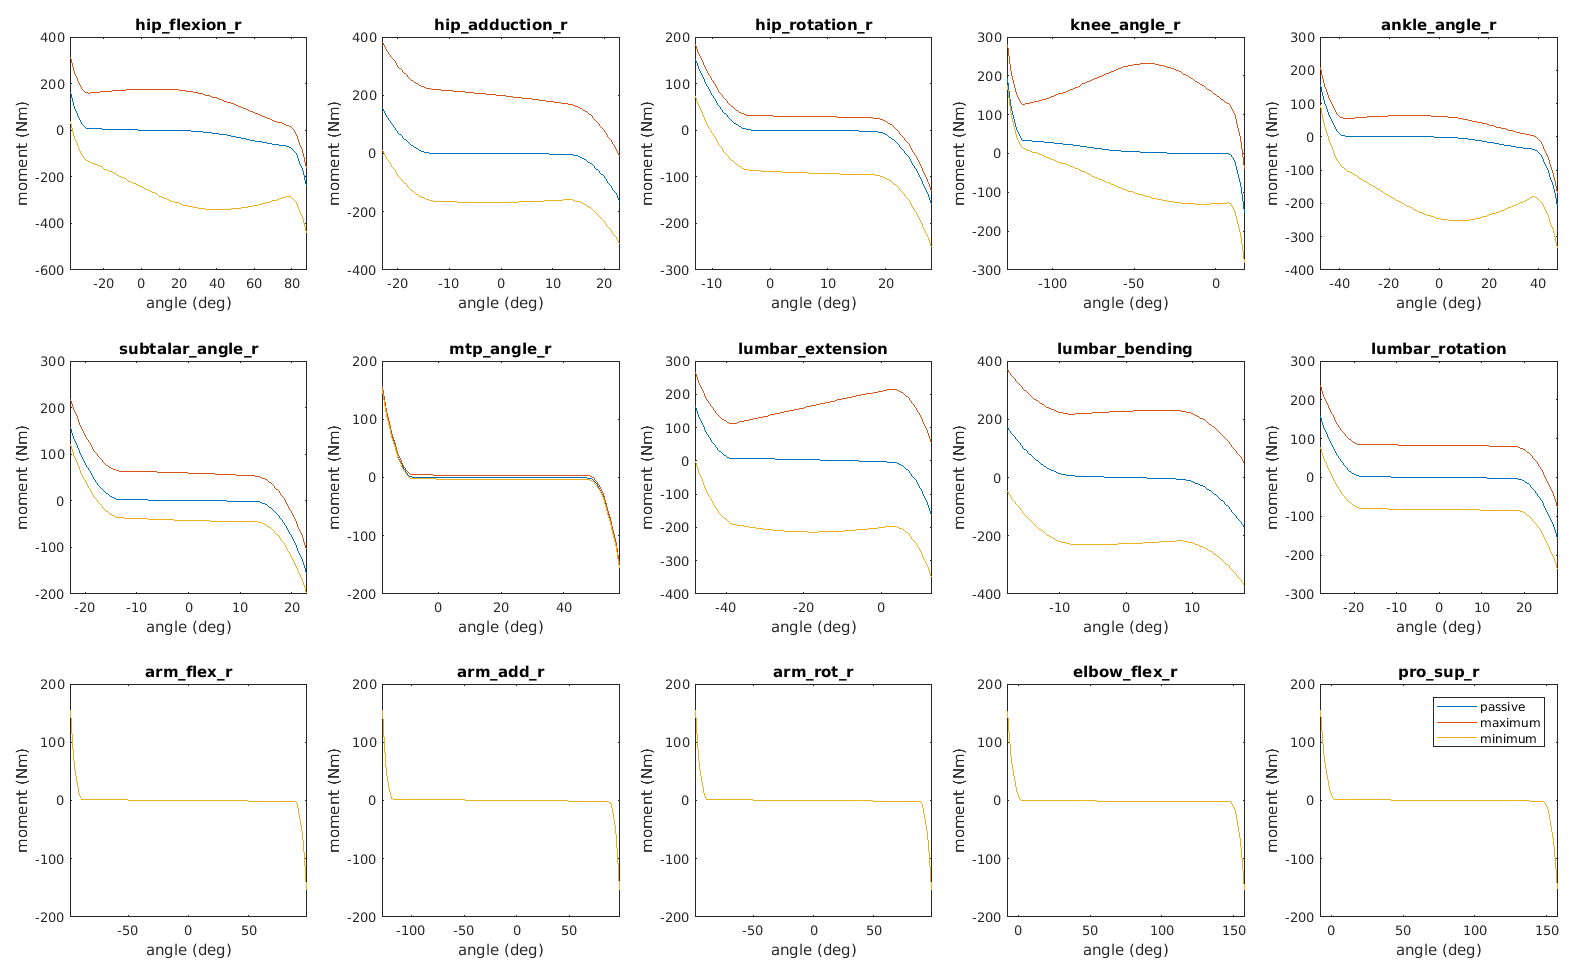 hip_flexion_r
400
200
0
-200
-400
-600
-20 0 20 40 60 80
angle (deg)
moment (Nm)
hip_adduction_r
400
200
0
-200
-400
-20 -10 0 10 20
angle (deg)
moment (Nm)
hip_rotation_r
200
100
0
-100
-200
-300
-10 0 10 20
angle (deg)
moment (Nm)
knee_angle_r
300
200
100
0
-100
-200
-300
-100 -50 0
angle (deg)
moment (Nm)
ankle_angle_r
300
200
100
0
-100
-200
-300
-400
-40 -20 0 20 40
angle (deg)
moment (Nm)
subtalar_angle_r
300
200
100
0
-100
-200
-20 -10 0 10 20
angle (deg)
moment (Nm)
mtp_angle_r
200
100
0
-100
-200
0 20 40
angle (deg)
moment (Nm)
lumbar_extension
300
200
100
0
-100
-200
-300
-400
-40 -20 0
angle (deg)
moment (Nm)
lumbar_bending
400
200
0
-200
-400
-10 0 10
angle (deg)
moment (Nm)
lumbar_rotation
300
200
100
0
-100
-200
-300
-20 -10 0 10 20
angle (deg)
moment (Nm)
arm_flex_r
200
100
0
-100
-200
-50 0 50
angle (deg)
moment (Nm)
arm_add_r
200
100
0
-100
-200
-100 -50 0 50
angle (deg)
moment (Nm)
arm_rot_r
200
100
0
-100
-200
-50 0 50
angle (deg)
moment (Nm)
elbow_flex_r
200
100
0
-100
-200
0 50 100 150
angle (deg)
moment (Nm)
pro_sup_r
200
100
0
-100
-200
0 50 100 150
angle (deg)
moment (Nm)
passive
maximum
minimum